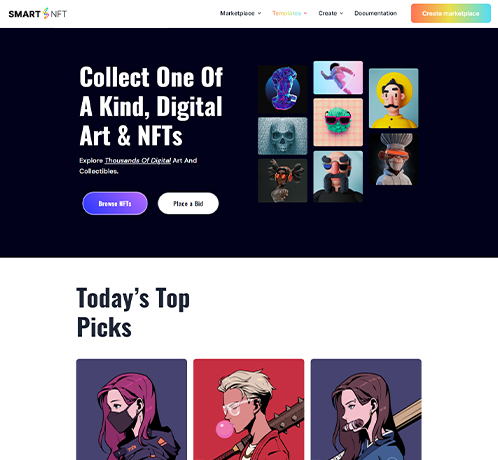 SMART NFT
Marketplace Templates Create Documentation Create marketplace
Collect One Of
A Kind, Digital
Art & NFTs
Explore Thousands Of Digital Art And
Collectibles.
Browse NFTs Place a Bid
Today's Top
Picks